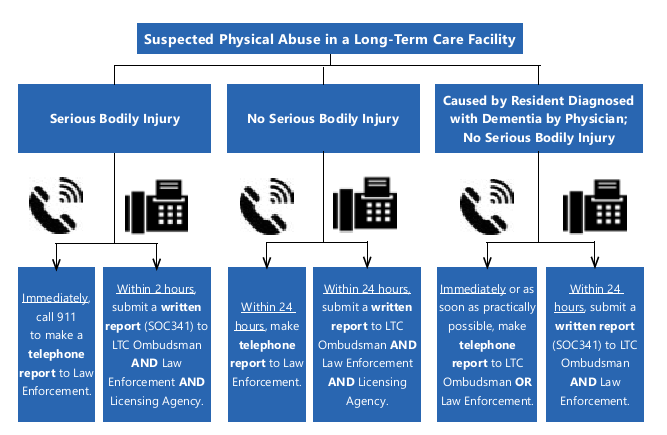 Suspected Physical Abuse in a Long-Term Care Facility
Serious Bodily Injury
No Serious Bodily Injury
Caused by Resident Diagnosed
with Dementia by Physician;
No Serious Bodily Injury
Immediately,
call 911
to make a
telephone
report to Law
Enforcement.
Within 2 hours,
submit a written
report (SOC341) to
LTC Ombudsman
AND Law
Enforcement AND
Licensing Agency.
Within 24
hours, make
telephone
report to Law
Enforcement.
Within 24 hours,
submit a written
report to LTC
Ombudsman AND
Law Enforcement
AND Licensing
Agency.
Immediately or as
soon as practically
possible, make
telephone
report to LTC
Ombudsman OR
Law Enforcement.
Within 24
hours, submit a
written report
(SOC341) to LTC
Ombudsman
AND Law
Enforcement.